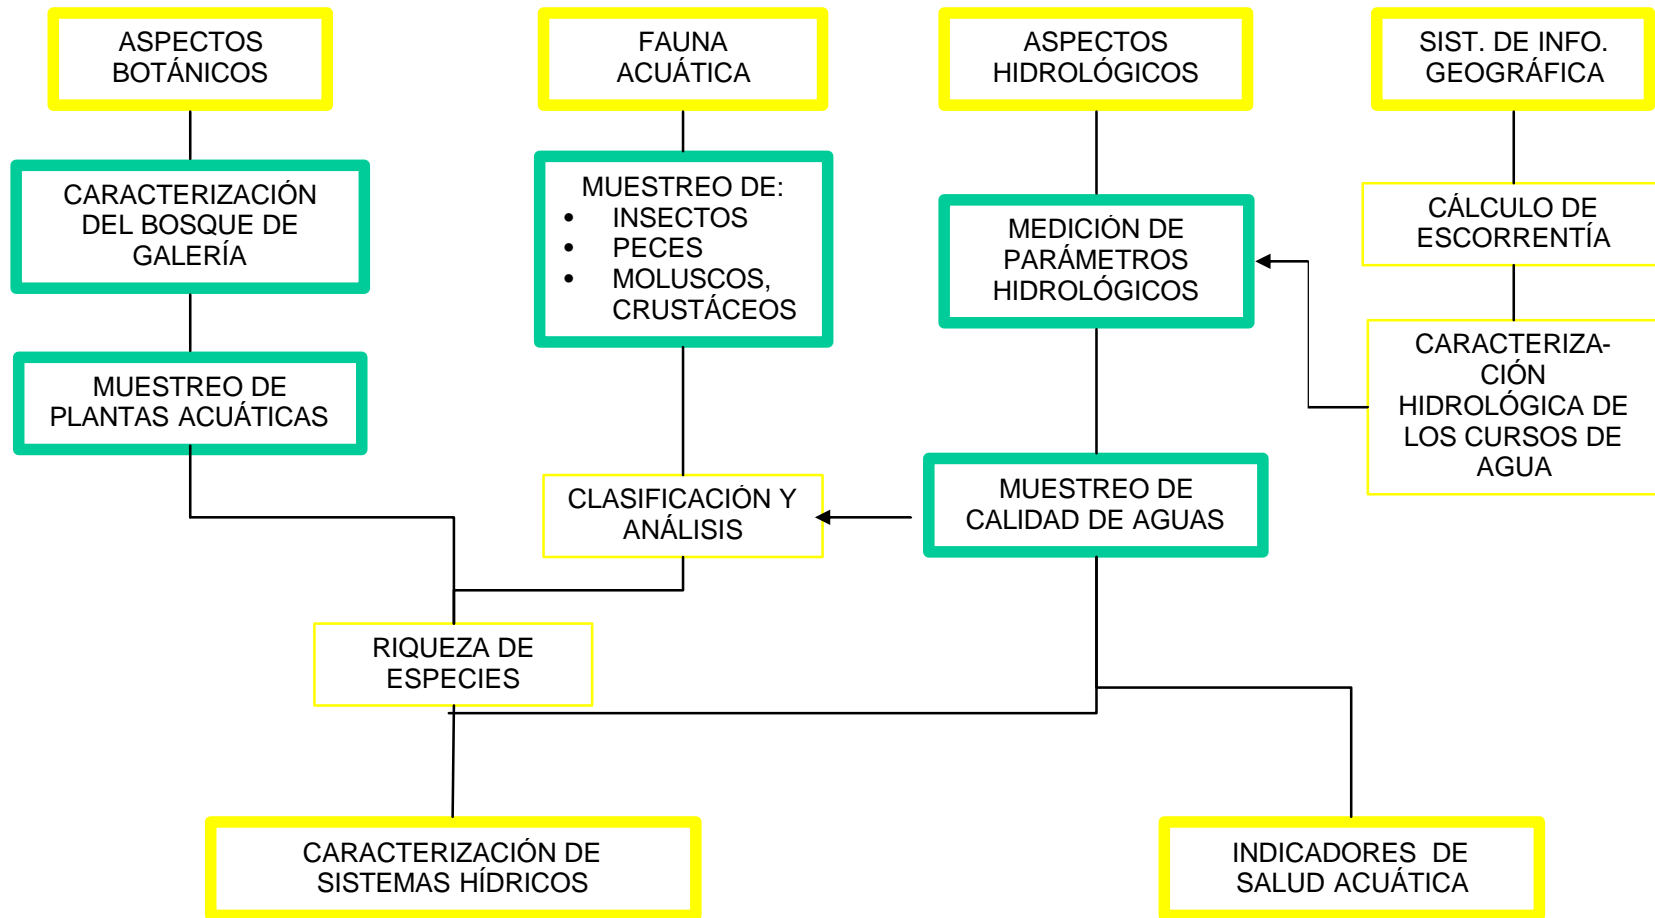 ASPECTOS
BOTÁNICOS
FAUNA
ACUÁTICA
ASPECTOS
HIDROLÓGICOS
SIST. DE INFO.
GEOGRÁFICA
CARACTERIZACIÓN
DEL BOSQUE DE
GALERÍA
MUESTREO DE:
• INSECTOS
• PECES
• MOLUSCOS,
CRUSTÁCEOS
MEDICIÓN DE
PARÁMETROS
HIDROLÓGICOS
CÁLCULO DE
ESCORRENTÍA
CARACTERIZA-
CIÓN
HIDROLÓGICA DE
LOS CURSOS DE
AGUA
MUESTREO DE
PLANTAS ACUÁTICAS
CLASIFICACIÓN Y
ANÁLISIS
MUESTREO DE
CALIDAD DE AGUAS
RIQUEZA DE
ESPECIES
CARACTERIZACIÓN DE
SISTEMAS HÍDRICOS
INDICADORES  DE
SALUD ACUÁTICA